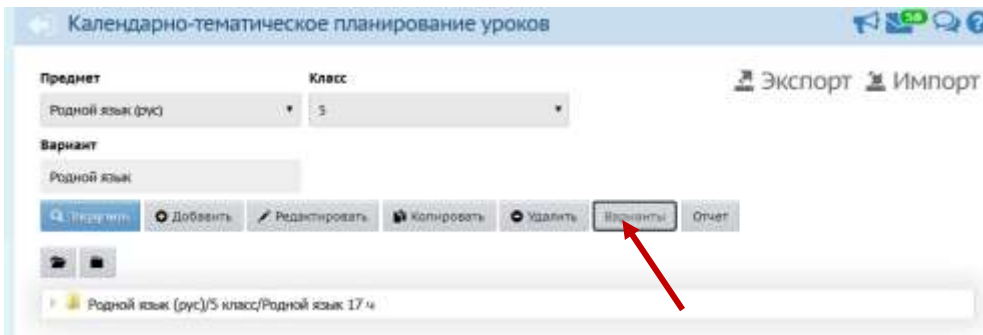 Календарно-тематическое планирование уроков
Предмет Класс
Экспорт Импорт
Родной язык (рус) 5
Вариант
Родной язык
Загрузить Добавить Редактировать Копировать Удалить Варианты Отчет
Родной язык (рус)/5 класс/Родной язык 17 ч